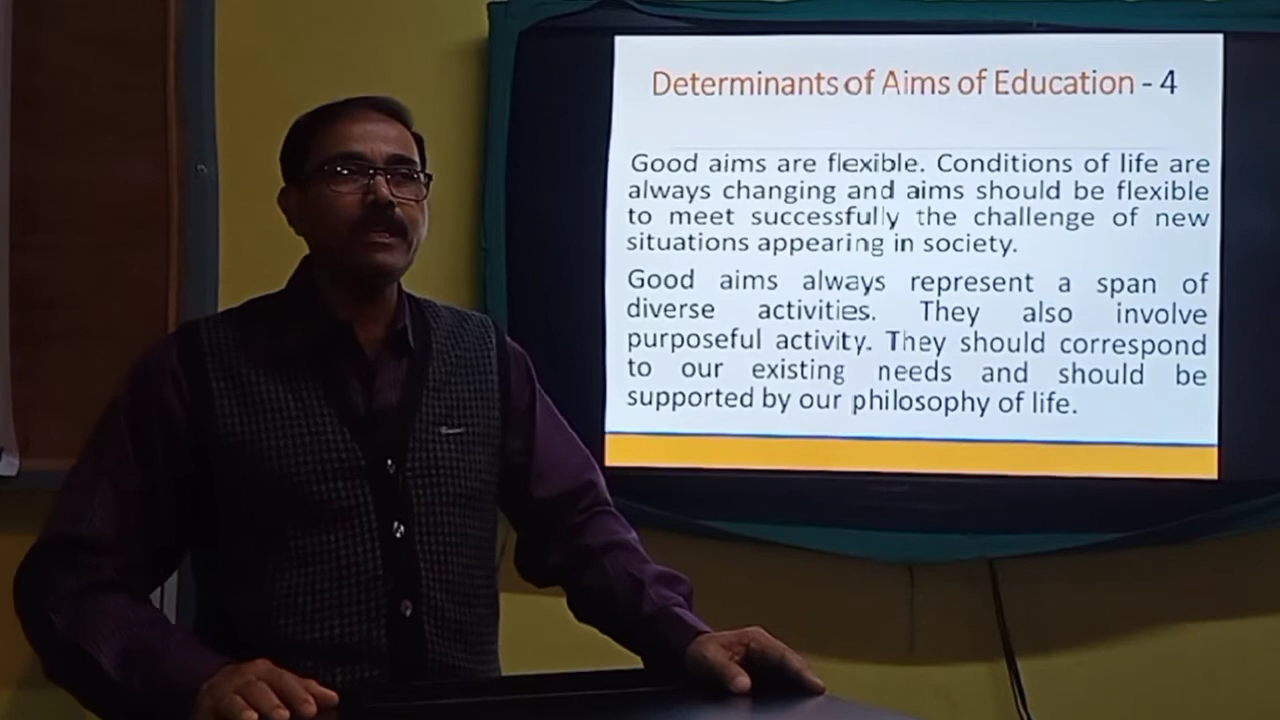 Determinants of Aims of Education - 4
Good aims are flexible. Conditions of life are
always changing and aims should be flexible
to meet successfully the challenge of new
situations appearing in society.
Good aims always represent a span of
diverse activities. They also involve
purposeful activity. They should correspond
to our existing needs and should be
supported by our philosophy of life.